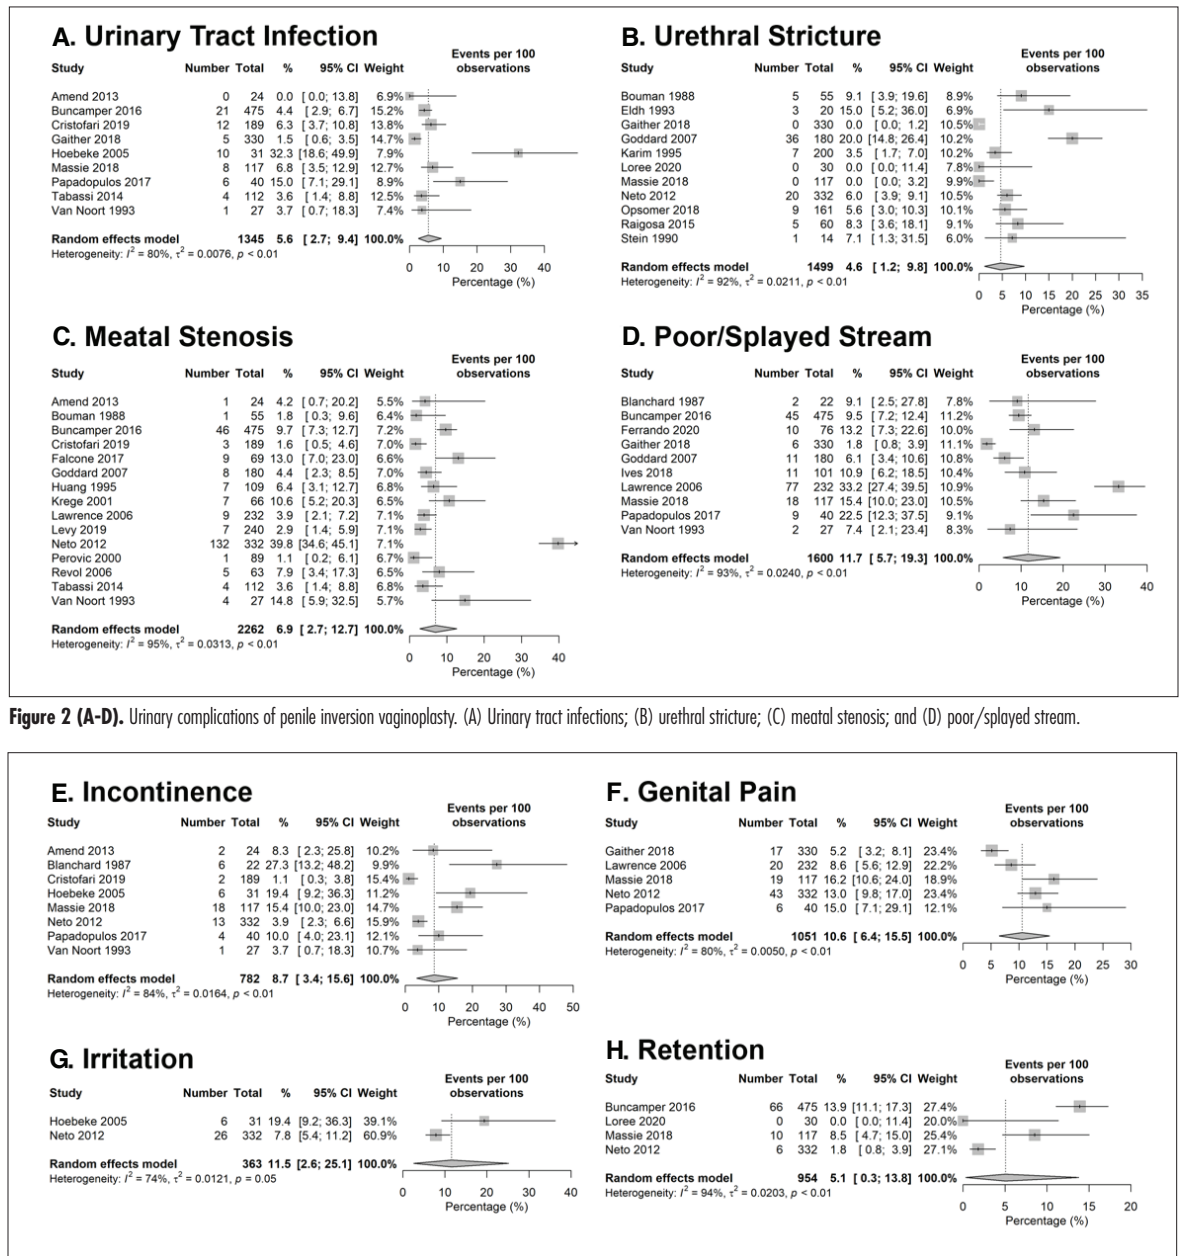 A. Urinary Tract Infection
Events per 100
observations
Study Number Total % 95% CI Weight
Amend 2013 0 24 0.0 [ 0.0; 13.8] 6.9%
Buncamper 2016 21 475 4.4 [ 2.9; 6.7] 15.2%
Cristofari 2019 12 189 6.3 [ 3.7; 10.8] 13.8%
Gaither 2018 5 330 1.5 [ 0.6; 3.5] 14.7%
Hoebeke 2005 10 31 32.3 [18.6; 49.9] 7.9%
Massie 2018 8 117 6.8 [ 3.5; 12.9] 12.7%
Papadopulos 2017 6 40 15.0 [ 7.1; 29.1] 8.9%
Tabassi 2014 4 112 3.6 [ 1.4; 8.8] 12.5%
Van Noort 1993 1 27 3.7 [ 0.7; 18.3] 7.4%
Random effects model 1345 5.6 [ 2.7; 9.4] 100.0%
Heterogeneity: I² = 80%, τ² = 0.0076, p < 0.01
0 10 20 30 40
Percentage (%)
B. Urethral Stricture
Events per 100
observations
Study Number Total % 95% CI Weight
Bouman 1988 5 55 9.1 [ 3.9; 19.6] 8.9%
Eldh 1993 3 20 15.0 [ 5.2; 36.0] 7.1%
Gaither 2018 0 330 0.0 [ 0.0; 1.2] 10.5%
Goddard 2007 36 180 20.0 [14.8; 26.4] 10.2%
Karim 1995 7 200 3.5 [ 1.7; 7.0] 10.2%
Loree 2020 0 30 0.0 [ 0.0; 11.4] 7.8%
Massie 2018 0 117 0.0 [ 0.0; 3.2] 9.9%
Neto 2012 20 332 6.0 [ 3.9; 9.1] 10.5%
Opsomer 2018 9 161 5.6 [ 3.0; 10.3] 10.1%
Raigosa 2015 5 60 8.3 [ 3.6; 18.1] 9.1%
Stein 1990 1 14 7.1 [ 1.3; 31.5] 6.0%
Random effects model 1499 4.6 [ 1.2; 9.8] 100.0%
Heterogeneity: I² = 92%, τ² = 0.0211, p < 0.01
0 5 10 15 20 25 30 35
Percentage (%)
C. Meatal Stenosis
Events per 100
observations
Study Number Total % 95% CI Weight
Amend 2013 1 24 4.2 [ 0.7; 20.2] 5.5%
Bouman 1988 1 55 1.8 [ 0.3; 9.6] 6.4%
Buncamper 2016 46 475 9.7 [ 7.3; 12.7] 7.2%
Cristofari 2019 3 189 1.6 [ 0.5; 4.6] 7.0%
Falcone 2017 9 69 13.0 [ 7.0; 23.0] 6.6%
Goddard 2007 8 180 4.4 [ 2.3; 8.5] 7.0%
Huang 1995 7 109 6.4 [ 3.1; 12.7] 6.8%
Krege 2001 7 66 10.6 [ 5.2; 20.3] 6.5%
Lawrence 2006 9 232 3.9 [ 2.1; 7.2] 7.1%
Levy 2019 7 240 2.9 [ 1.4; 5.9] 7.1%
Neto 2012 132 332 39.8 [34.6; 45.1] 7.1%
Perovic 2000 1 89 1.1 [ 0.2; 6.1] 6.7%
Revol 2006 5 63 7.9 [ 3.4; 17.3] 6.5%
Tabassi 2014 4 112 3.6 [ 1.4; 8.8] 6.8%
Van Noort 1993 4 27 14.8 [ 5.9; 32.5] 5.7%
Random effects model 2262 6.9 [ 2.7; 12.7] 100.0%
Heterogeneity: I² = 95%, τ² = 0.0313, p < 0.01
0 10 20 30 40
Percentage (%)
D. Poor/Splayed Stream
Events per 100
observations
Study Number Total % 95% CI Weight
Blanchard 1987 2 22 9.1 [ 2.5; 27.8] 7.8%
Buncamper 2016 45 475 9.5 [ 7.2; 12.4] 11.2%
Ferrando 2020 10 76 13.2 [ 7.3; 22.6] 10.0%
Gaither 2018 6 330 1.8 [ 0.8; 3.9] 11.1%
Goddard 2007 11 180 6.1 [ 3.4; 10.6] 10.8%
Ives 2018 11 101 10.9 [ 6.2; 18.5] 10.4%
Lawrence 2006 77 232 33.2 [27.4; 39.5] 10.9%
Massie 2018 18 117 15.4 [10.0; 23.0] 10.5%
Papadopulos 2017 9 40 22.5 [12.3; 37.5] 9.1%
Van Noort 1993 2 27 7.4 [ 2.1; 23.4] 8.3%
Random effects model 1600 11.7 [ 5.7; 19.3] 100.0%
Heterogeneity: I² = 93%, τ² = 0.0240, p < 0.01
0 10 20 30 40
Percentage (%)
Figure 2 (A-D). Urinary complications of penile inversion vaginoplasty. (A) Urinary tract infections; (B) urethral stricture; (C) meatal stenosis; and (D) poor/splayed stream.
E. Incontinence
Events per 100
observations
Study Number Total % 95% CI Weight
Amend 2013 2 24 8.3 [ 2.3; 25.8] 10.2%
Blanchard 1987 6 22 27.3 [13.2; 48.2] 9.9%
Cristofari 2019 2 189 1.1 [ 0.3; 3.8] 15.4%
Hoebeke 2005 6 31 19.4 [ 9.2; 36.3] 11.2%
Massie 2018 18 117 15.4 [10.0; 23.0] 14.7%
Neto 2012 13 332 3.9 [ 2.3; 6.6] 15.9%
Papadopulos 2017 4 40 10.0 [ 4.0; 23.1] 12.1%
Van Noort 1993 1 27 3.7 [ 0.7; 18.3] 10.7%
Random effects model 782 8.7 [ 3.4; 15.6] 100.0%
Heterogeneity: I² = 84%, τ² = 0.0164, p < 0.01
0 10 20 30 40 50
Percentage (%)
F. Genital Pain
Events per 100
observations
Study Number Total % 95% CI Weight
Gaither 2018 17 330 5.2 [ 3.2; 8.1] 23.4%
Lawrence 2006 20 232 8.6 [ 5.6; 12.9] 22.2%
Massie 2018 19 117 16.2 [10.6; 24.0] 18.9%
Neto 2012 43 332 13.0 [ 9.8; 17.0] 23.4%
Papadopulos 2017 6 40 15.0 [ 7.1; 29.1] 12.1%
Random effects model 1051 10.6 [ 6.4; 15.5] 100.0%
Heterogeneity: I² = 80%, τ² = 0.0050, p < 0.01
0 5 10 15 20 25 30
Percentage (%)
G. Irritation
Events per 100
observations
Study Number Total % 95% CI Weight
Hoebeke 2005 6 31 19.4 [9.2; 36.3] 39.1%
Neto 2012 26 332 7.8 [5.4; 11.2] 60.9%
Random effects model 363 11.5 [2.6; 25.1] 100.0%
Heterogeneity: I² = 74%, τ² = 0.0121, p = 0.05
0 10 20 30 40
Percentage (%)
H. Retention
Events per 100
observations
Study Number Total % 95% CI Weight
Buncamper 2016 66 475 13.9 [11.1; 17.3] 27.4%
Loree 2020 0 30 0.0 [ 0.0; 11.4] 20.0%
Massie 2018 10 117 8.5 [ 4.7; 15.0] 25.4%
Neto 2012 6 332 1.8 [ 0.8; 3.9] 27.1%
Random effects model 954 5.1 [ 0.3; 13.8] 100.0%
Heterogeneity: I² = 94%, τ² = 0.0203, p < 0.01
0 5 10 15 20
Percentage (%)